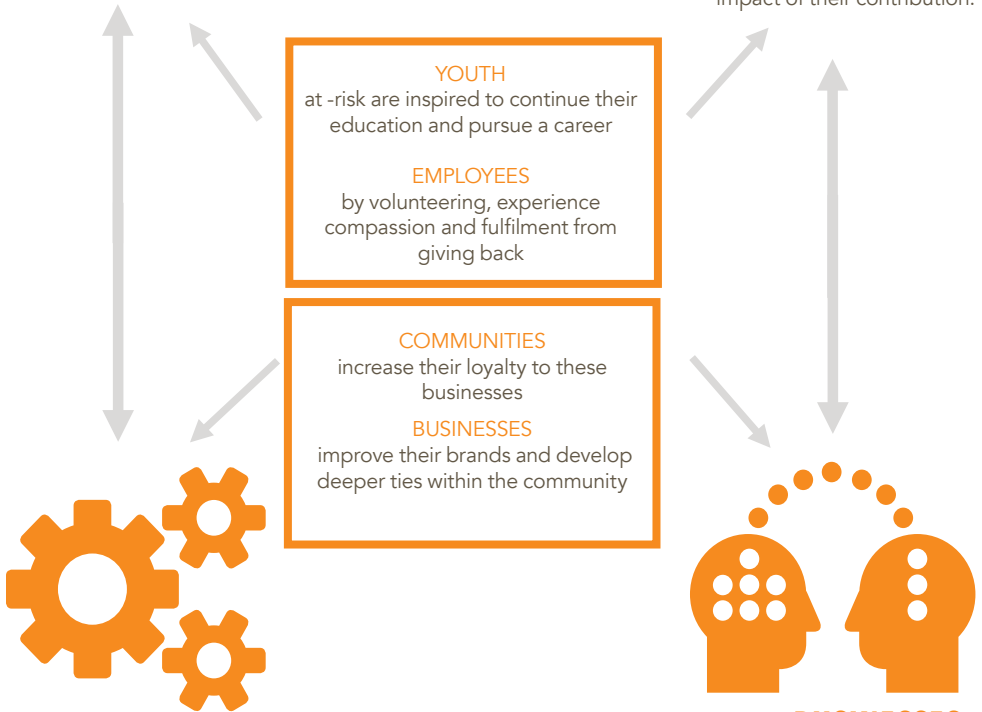 impact of their contribution.
YOUTH
at -risk are inspired to continue their
education and pursue a career
EMPLOYEES
by volunteering, experience
compassion and fulfilment from
giving back
COMMUNITIES
increase their loyalty to these
businesses
BUSINESSES
improve their brands and develop
deeper ties within the community
BUSINESSES